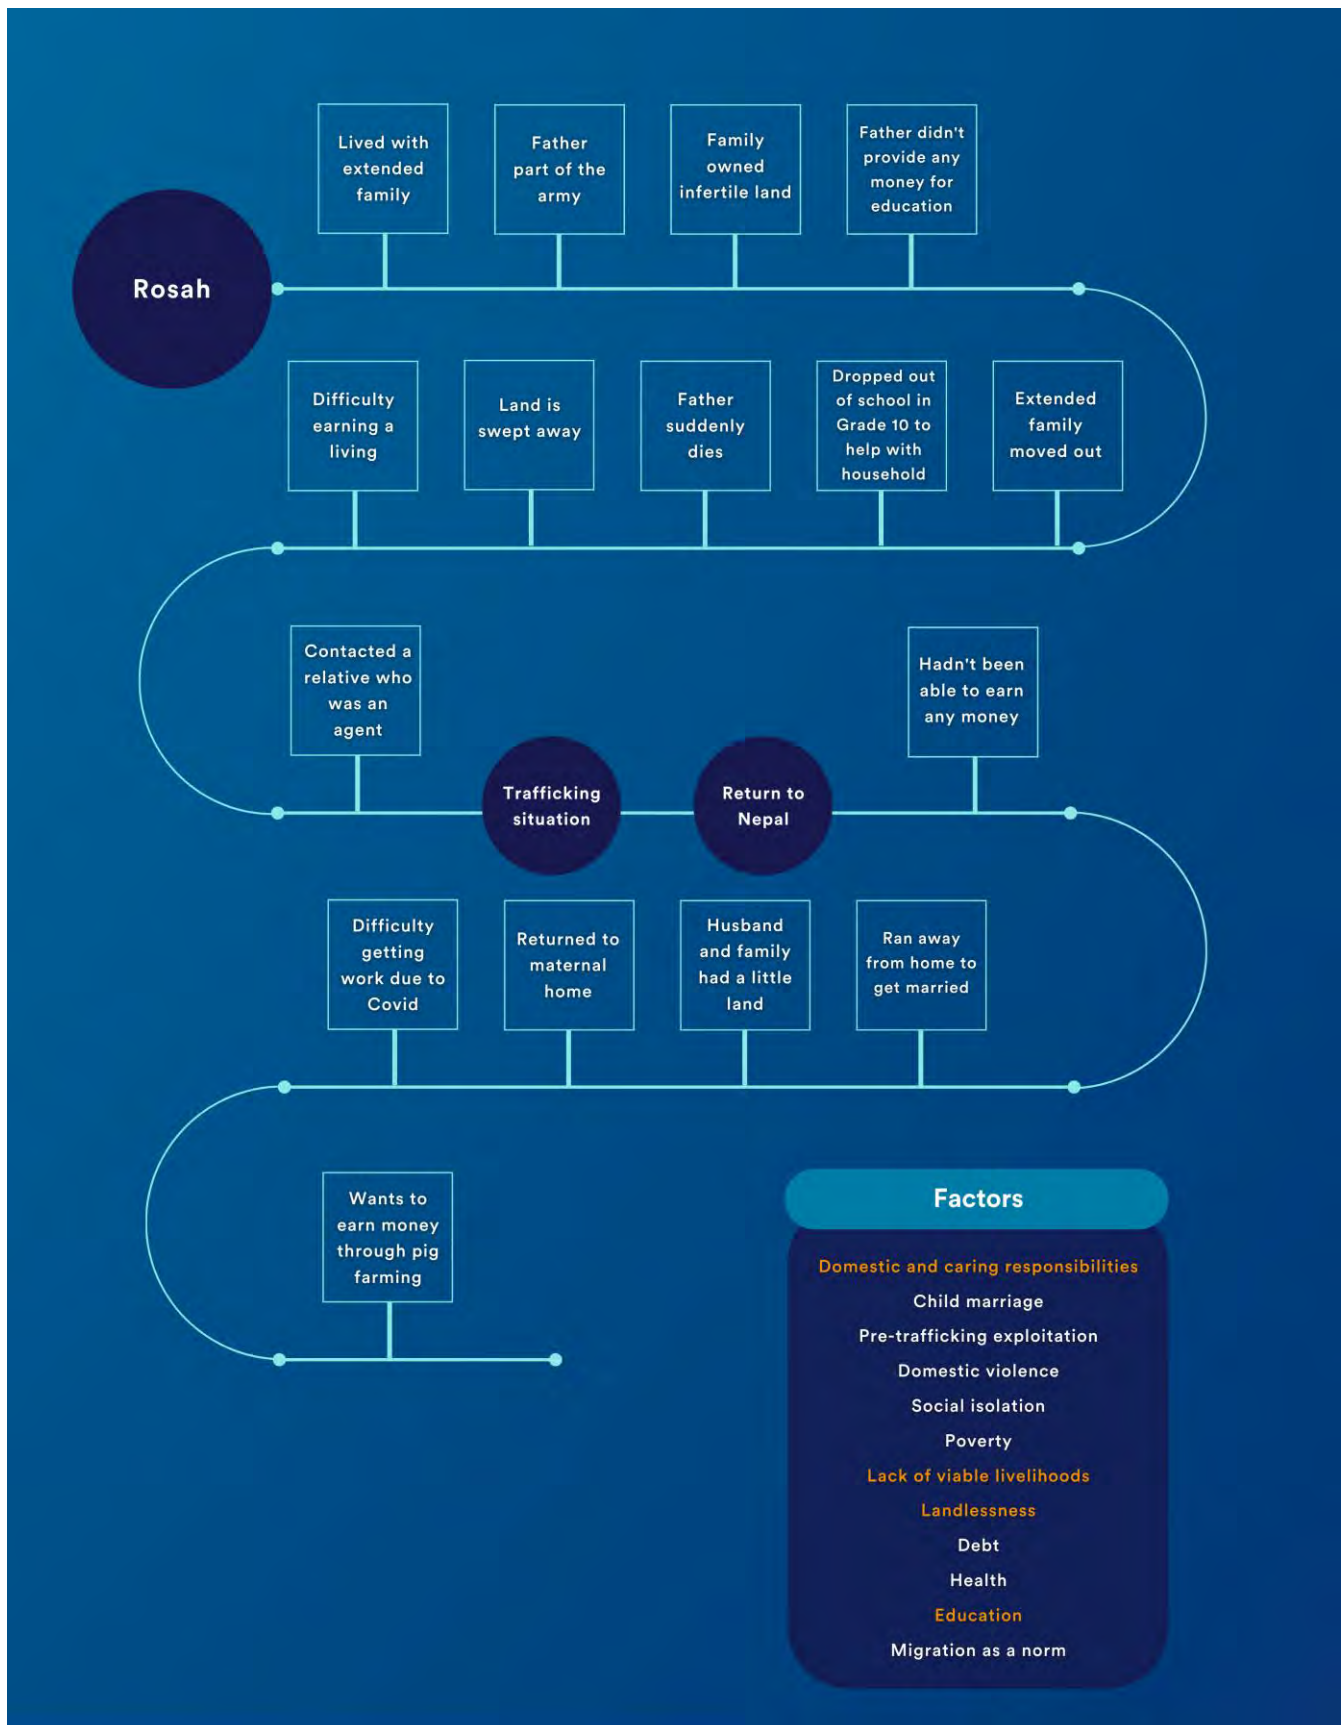 Rosah
Lived with
extended
family
Father
part of the
army
Family
owned
infertile land
Father didn't
provide any
money for
education
Difficulty
earning a
living
Land is
swept away
Father
suddenly
dies
Dropped out
of school in
Grade 10 to
help with
household
Extended
family
moved out
Contacted a
relative who
was an
agent
Trafficking
situation
Return to
Nepal
Hadn't been
able to earn
any money
Difficulty
getting
work due to
Covid
Returned to
maternal
home
Husband
and family
had a little
land
Ran away
from home to
get married
Wants to
earn money
through pig
farming
Factors
Domestic and caring responsibilities
Child marriage
Pre-trafficking exploitation
Domestic violence
Social isolation
Poverty
Lack of viable livelihoods
Landlessness
Debt
Health
Education
Migration as a norm